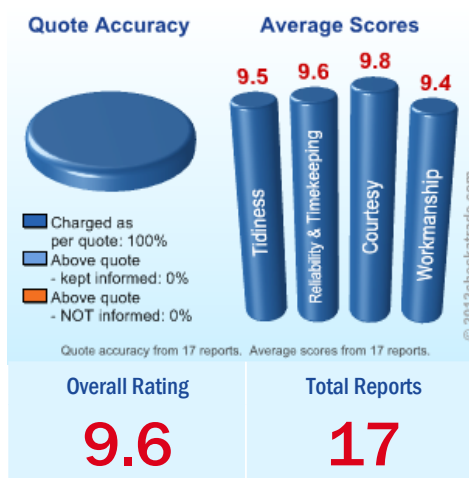 Quote Accuracy
Charged as
per quote: 100%
Above quote
- kept informed: 0%
Above quote
- NOT informed: 0%
Average Scores
9.5
9.6
9.8
9.4
Tidiness
Reliability & Timekeeping
Courtesy
Workmanship
© 2013checkatrade.com
Quote accuracy from 17 reports. Average scores from 17 reports.
Overall Rating
9.6
Total Reports
17